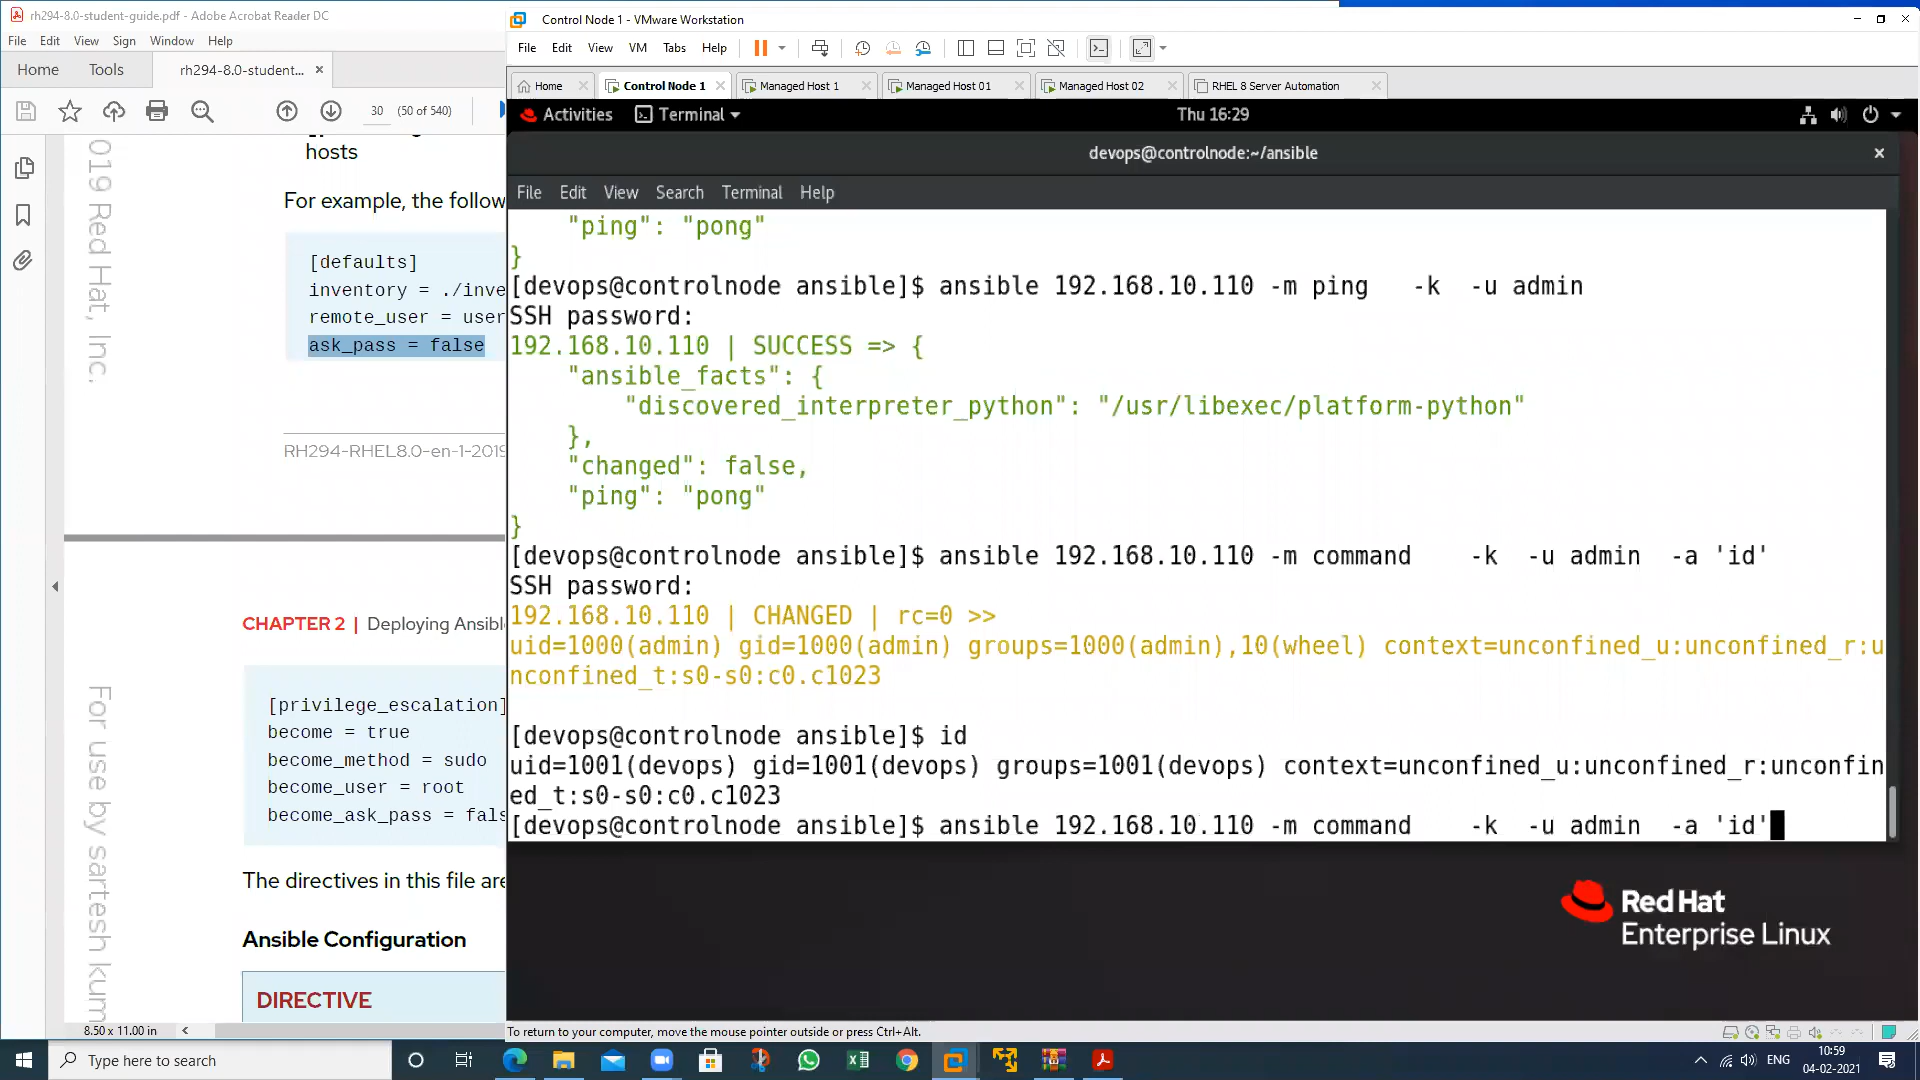 rh294-8.0-student-guide.pdf - Adobe Acrobat Reader DC
File Edit View Sign Window Help
Home Tools rh294-8.0-student... ×
30 (50 of 540)
hosts
For example, the follow
[defaults]
inventory = ./inve
remote_user = user
ask_pass = false
RH294-RHEL8.0-en-1-2019
019 Red Hat, Inc.
CHAPTER 2 | Deploying Ansibl
[privilege_escalation]
become = true
become_method = sudo
become_user = root
become_ask_pass = fals
The directives in this file are
Ansible Configuration
DIRECTIVE
For use by sartesh kum
8.50 x 11.00 in
Control Node 1 - VMware Workstation
File Edit View VM Tabs Help
Home Control Node 1 Managed Host 1 Managed Host 01 Managed Host 02 RHEL 8 Server Automation
Activities Terminal Thu 16:29
devops@controlnode:~/ansible
File Edit View Search Terminal Help
"ping": "pong"
}
[devops@controlnode ansible]$ ansible 192.168.10.110 -m ping   -k  -u admin
SSH password:
192.168.10.110 | SUCCESS => {
"ansible_facts": {
"discovered_interpreter_python": "/usr/libexec/platform-python"
},
"changed": false,
"ping": "pong"
}
[devops@controlnode ansible]$ ansible 192.168.10.110 -m command    -k  -u admin  -a 'id'
SSH password:
192.168.10.110 | CHANGED | rc=0 >>
uid=1000(admin) gid=1000(admin) groups=1000(admin),10(wheel) context=unconfined_u:unconfined_r:u
nconfined_t:s0-s0:c0.c1023
[devops@controlnode ansible]$ id
uid=1001(devops) gid=1001(devops) groups=1001(devops) context=unconfined_u:unconfined_r:unconfin
ed_t:s0-s0:c0.c1023
[devops@controlnode ansible]$ ansible 192.168.10.110 -m command    -k  -u admin  -a 'id'
Red Hat
Enterprise Linux
To return to your computer, move the mouse pointer outside or press Ctrl+Alt.
Type here to search
ENG
10:59
04-02-2021